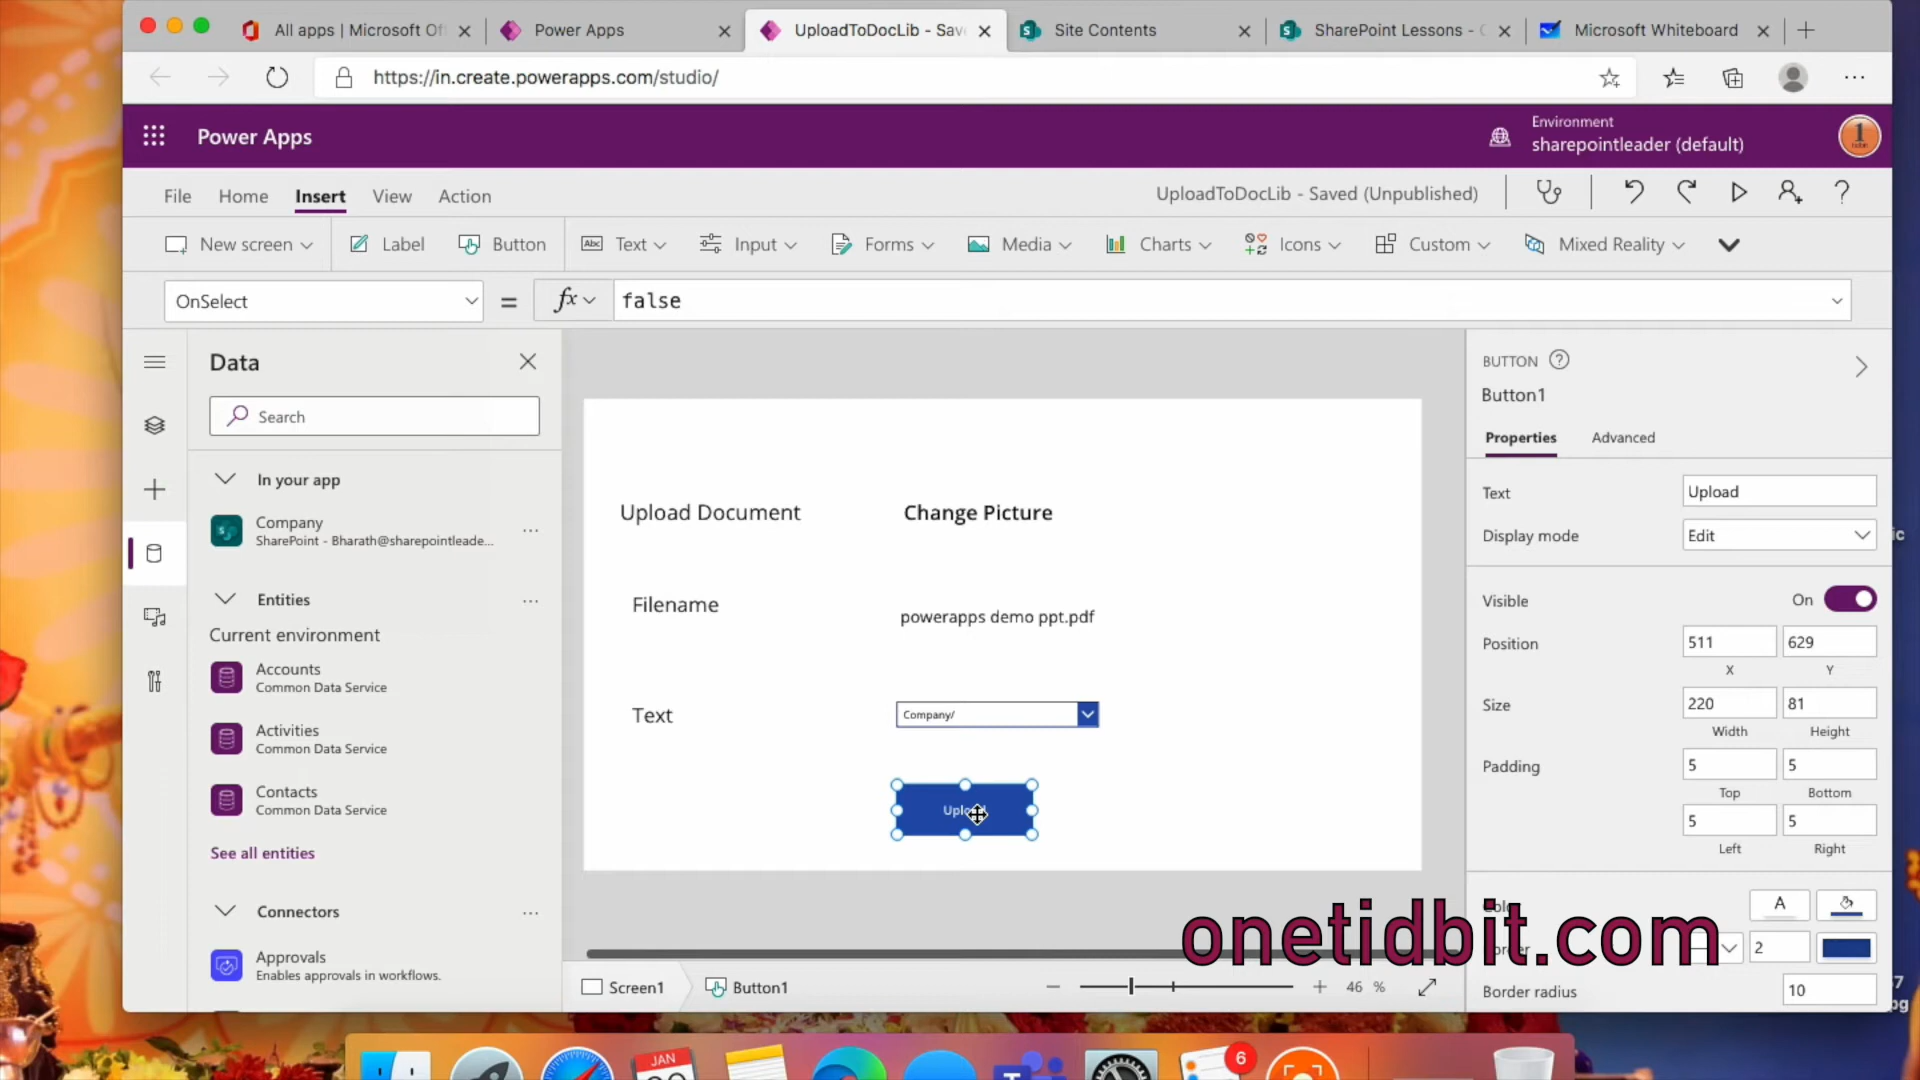 All apps | Microsoft Of
Power Apps
UploadToDocLib - Save
Site Contents
SharePoint Lessons - C
Microsoft Whiteboard
https://in.create.powerapps.com/studio/
Power Apps
Environment
sharepointleader (default)
File
Home
Insert
View
Action
UploadToDocLib - Saved (Unpublished)
New screen
Label
Button
Abc
Text
Input
Forms
Media
Charts
Icons
Custom
Mixed Reality
OnSelect
=
fx
false
Data
Search
In your app
Company
SharePoint - Bharath@sharepointleade...
Entities
Current environment
Accounts
Common Data Service
Activities
Common Data Service
Contacts
Common Data Service
See all entities
Connectors
Approvals
Enables approvals in workflows.
Upload Document
Change Picture
Filename
powerapps demo ppt.pdf
Text
Company/
Upload
Screen1
Button1
46 %
BUTTON
Button1
Properties
Advanced
Text
Upload
Display mode
Edit
Visible
On
Position
511
629
X
Y
Size
220
81
Width
Height
Padding
5
5
Top
Bottom
5
5
Left
Right
A
2
Border radius
10
onetidbit.com
JAN
6